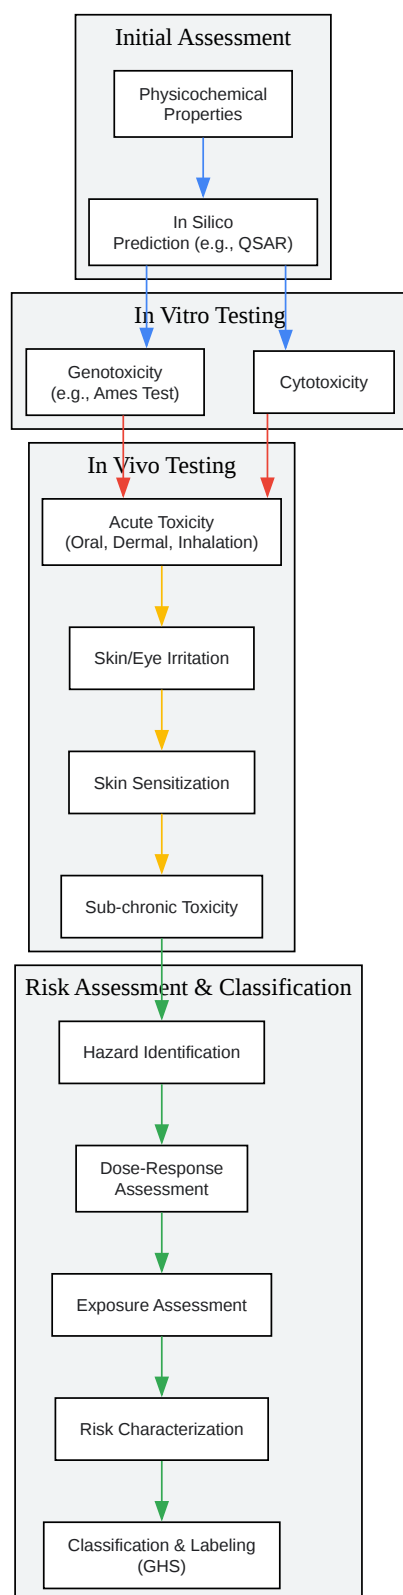 Initial Assessment
Physicochemical
Properties
In Silico
Prediction (e.g., QSAR)
In Vitro Testing
Genotoxicity
(e.g., Ames Test)
Cytotoxicity
In Vivo Testing
Acute Toxicity
(Oral, Dermal, Inhalation)
Skin/Eye Irritation
Skin Sensitization
Sub-chronic Toxicity
Risk Assessment & Classification
Hazard Identification
Dose-Response
Assessment
Exposure Assessment
Risk Characterization
Classification & Labeling
(GHS)